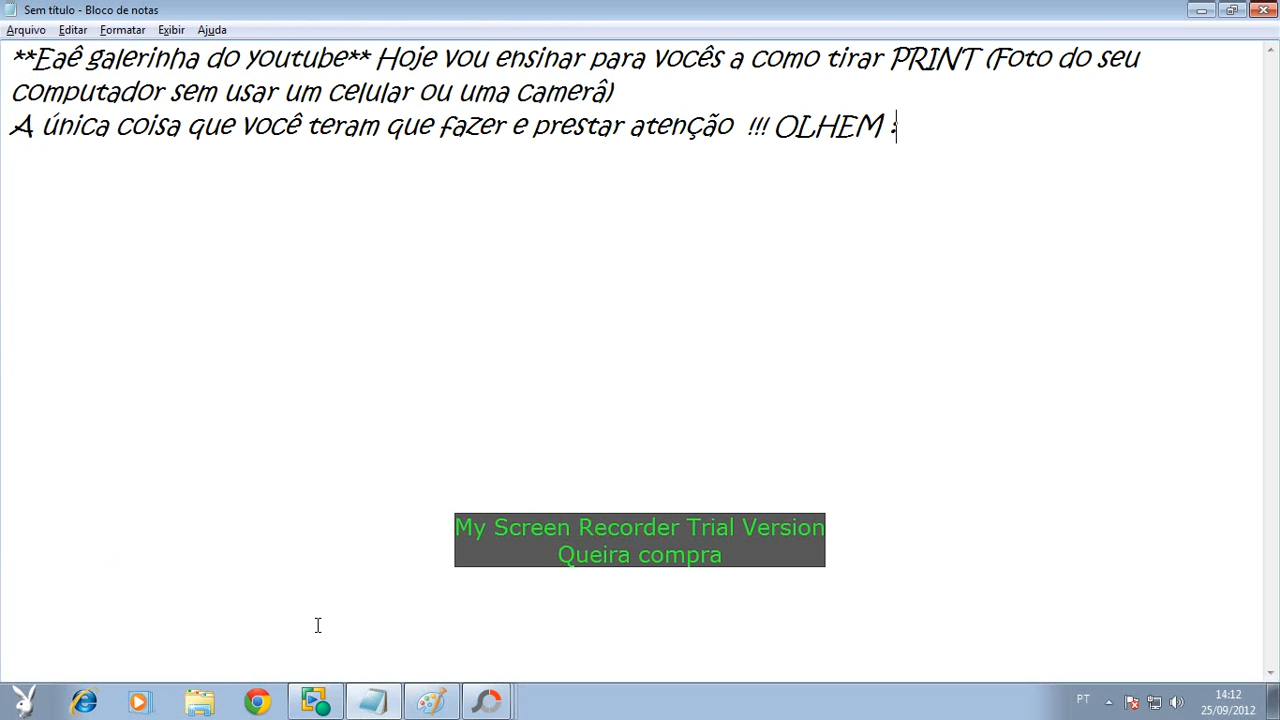 Sem título - Bloco de notas
Arquivo Editar Formatar Exibir Ajuda
**Eaê galerinha do youtube** Hoje vou ensinar para vocês a como tirar PRINT (Foto do seu
computador sem usar um celular ou uma camerâ)
A única coisa que você teram que fazer e prestar atenção !!! OLHEM :
My Screen Recorder Trial Version
Queira compra
PT
14:12
25/09/2012